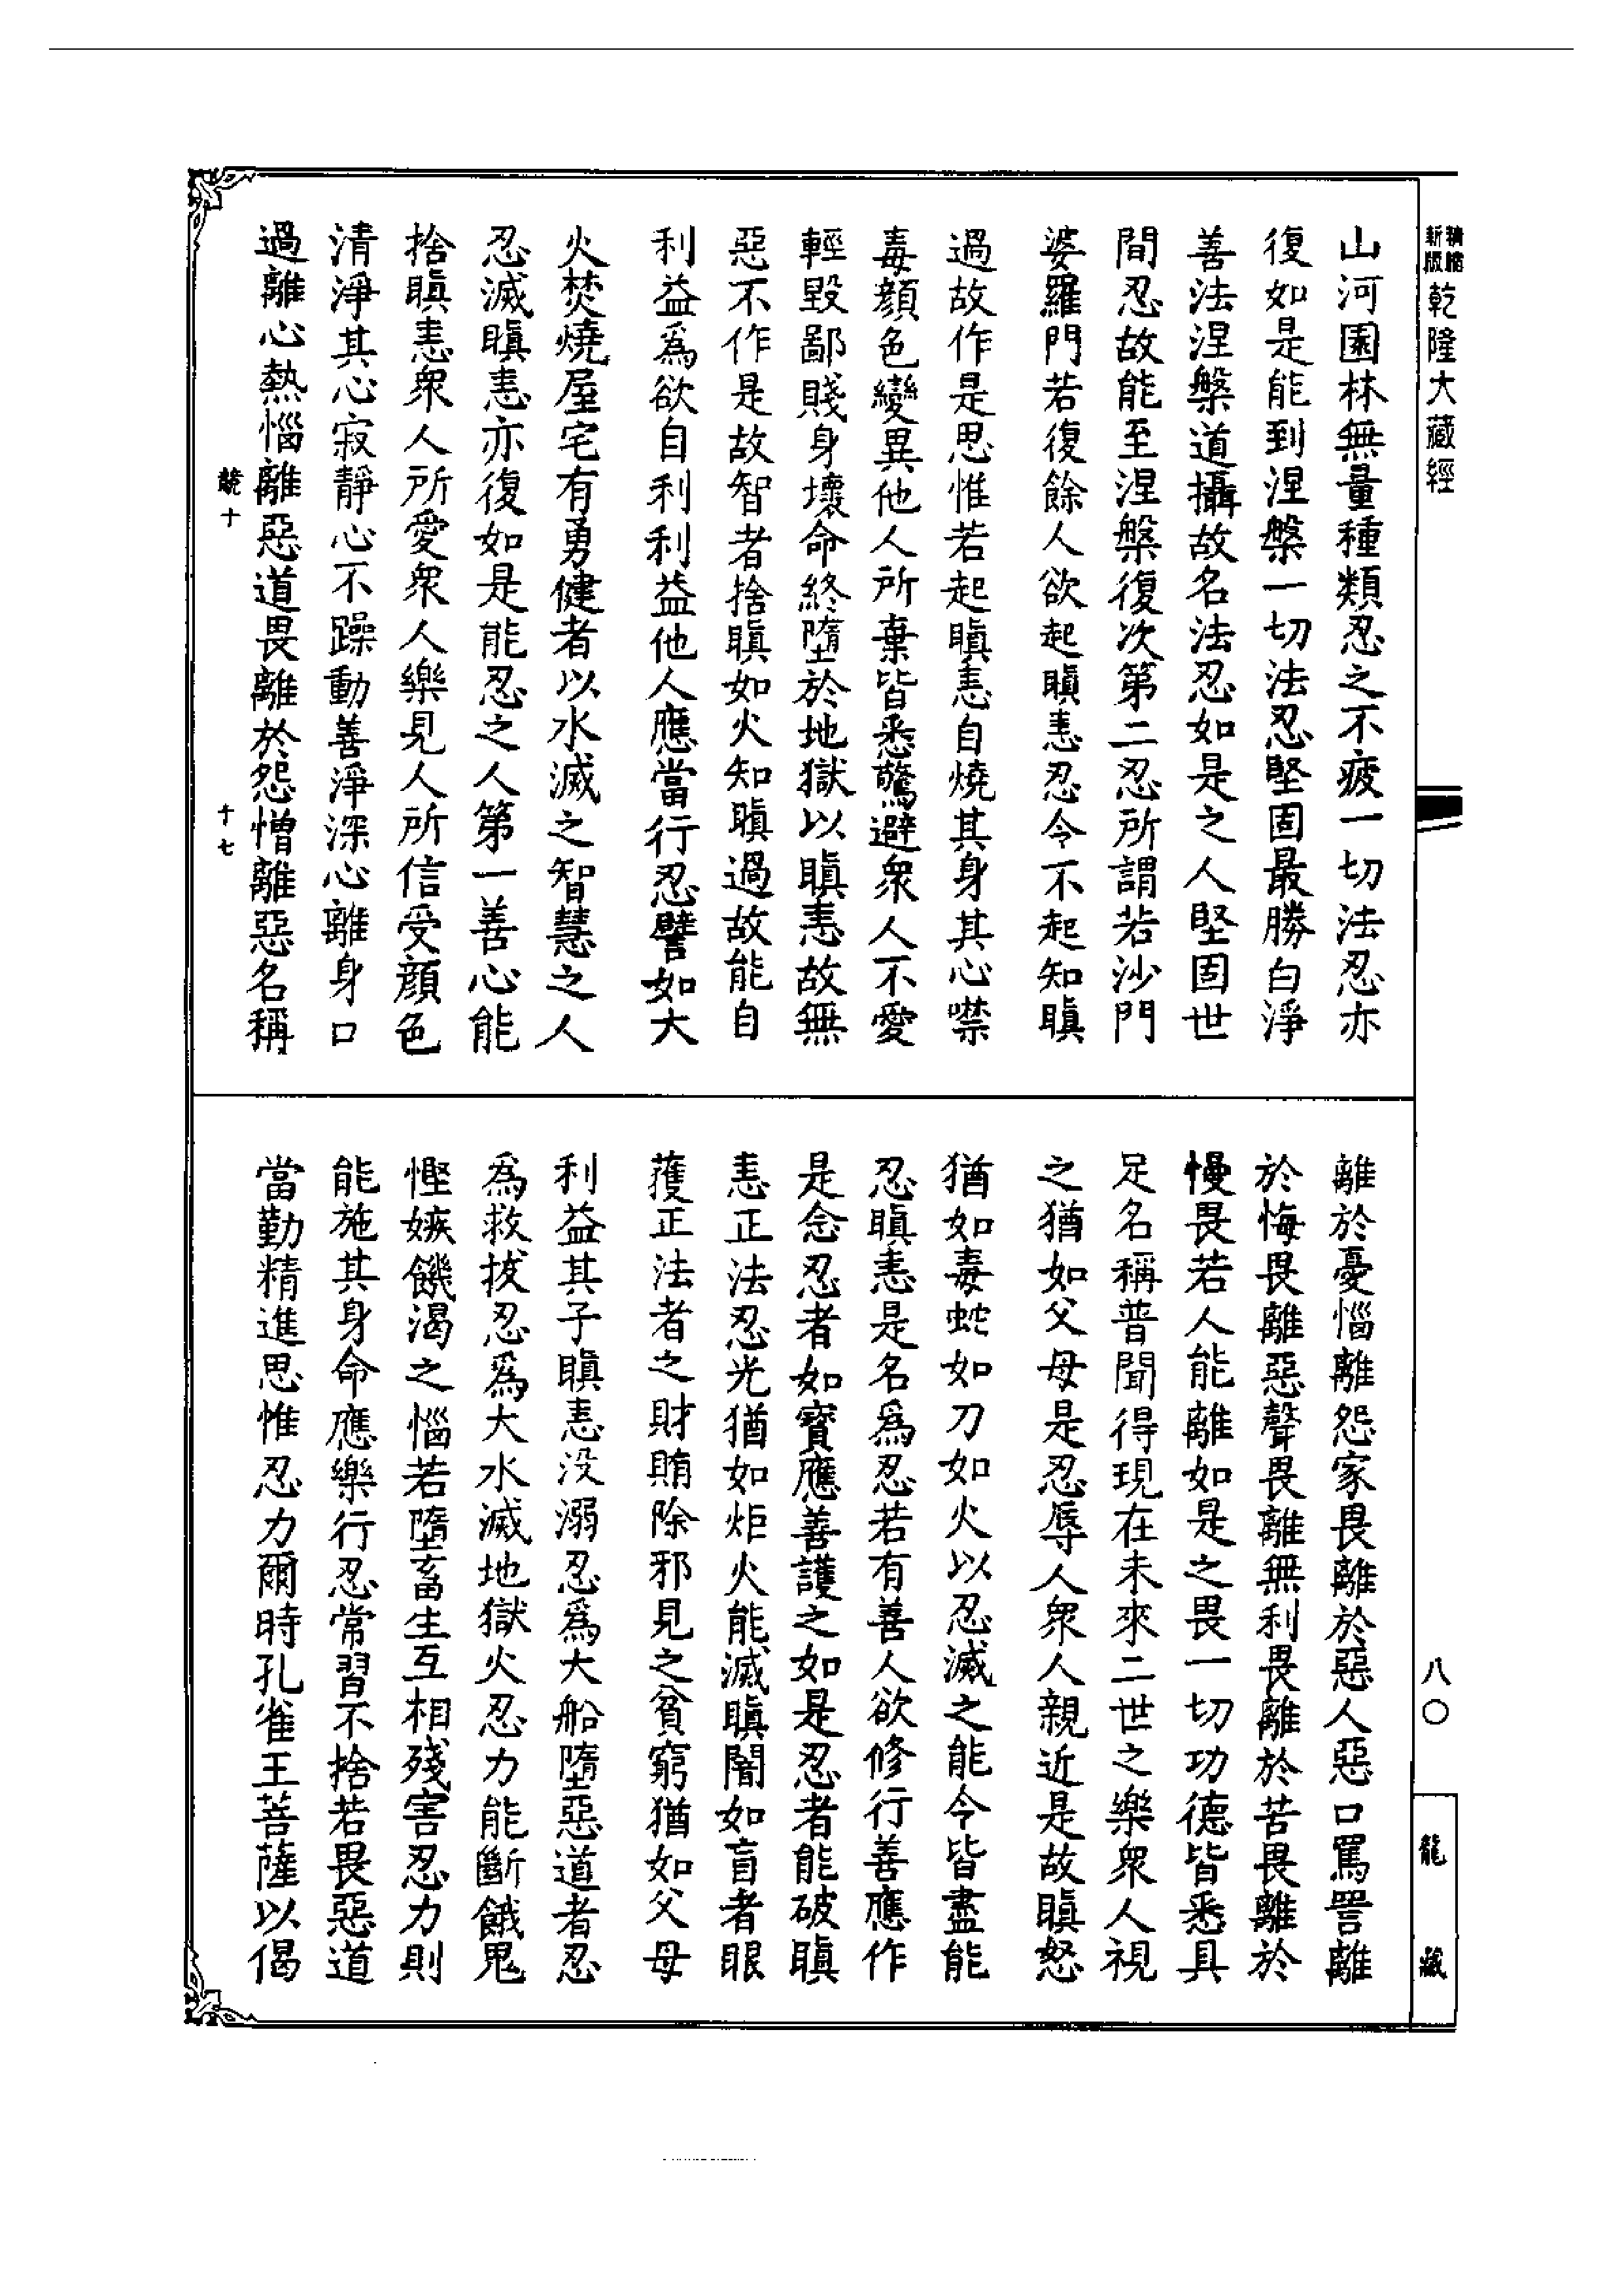 精縮新版乾隆大藏經
山河園林無量種類忍之不疲一切法忍亦
復如是能到涅槃一切法忍堅固最勝白淨
善法涅槃道攝故名法忍如是之人堅固世
間忍故能至涅槃復次第二忍所謂若沙門
婆羅門若復餘人欲起瞋恚忍令不起知瞋
過故作是思惟若起瞋恚自燒其身其心噤
毒顏色變異他人所棄皆悉驚避衆人不愛
輕毀鄙賤身壞命終墮於地獄以瞋恚故無
惡不作是故智者捨瞋如火知瞋過故能自
利益爲欲自利利益他人應當行忍譬如大
火焚燒屋宅有勇健者以水滅之智慧之人
忍滅瞋恚亦復如是能忍之人第一善心能
捨瞋恚衆人所愛衆人樂見人所信受顏色
清淨其心寂靜心不躁動善淨深心離身口
過離心熱惱離惡道畏離於怨憎離惡名稱
競十
十七
離於憂惱離怨家畏離於惡人惡口罵詈離
於悔畏離惡聲畏離無利畏離於苦畏離於
慢畏若人能離如是之畏一切功德皆悉具
足名稱普聞得現在未來二世之樂衆人視
之猶如父母是忍辱人衆人親近是故瞋怒
猶如毒蛇如刀如火以忍滅之能令皆盡能
忍瞋恚是名爲忍若有善人欲修行善應作
是念忍者如寶應善護之如是忍者能破瞋
恚正法忍光猶如炬火能滅瞋闇如盲者眼
獲正法者之財賄除邪見之貧窮猶如父母
利益其子瞋恚没溺忍爲大船墮惡道者忍
為救拔忍爲大水滅地獄火忍力能斷餓鬼
慳嫉饑渴之惱若墮畜生互相殘害忍力則
能施其身命應樂行忍常習不捨若畏惡道
當勤精進思惟忍力爾時孔雀王菩薩以偈
八〇
龍藏